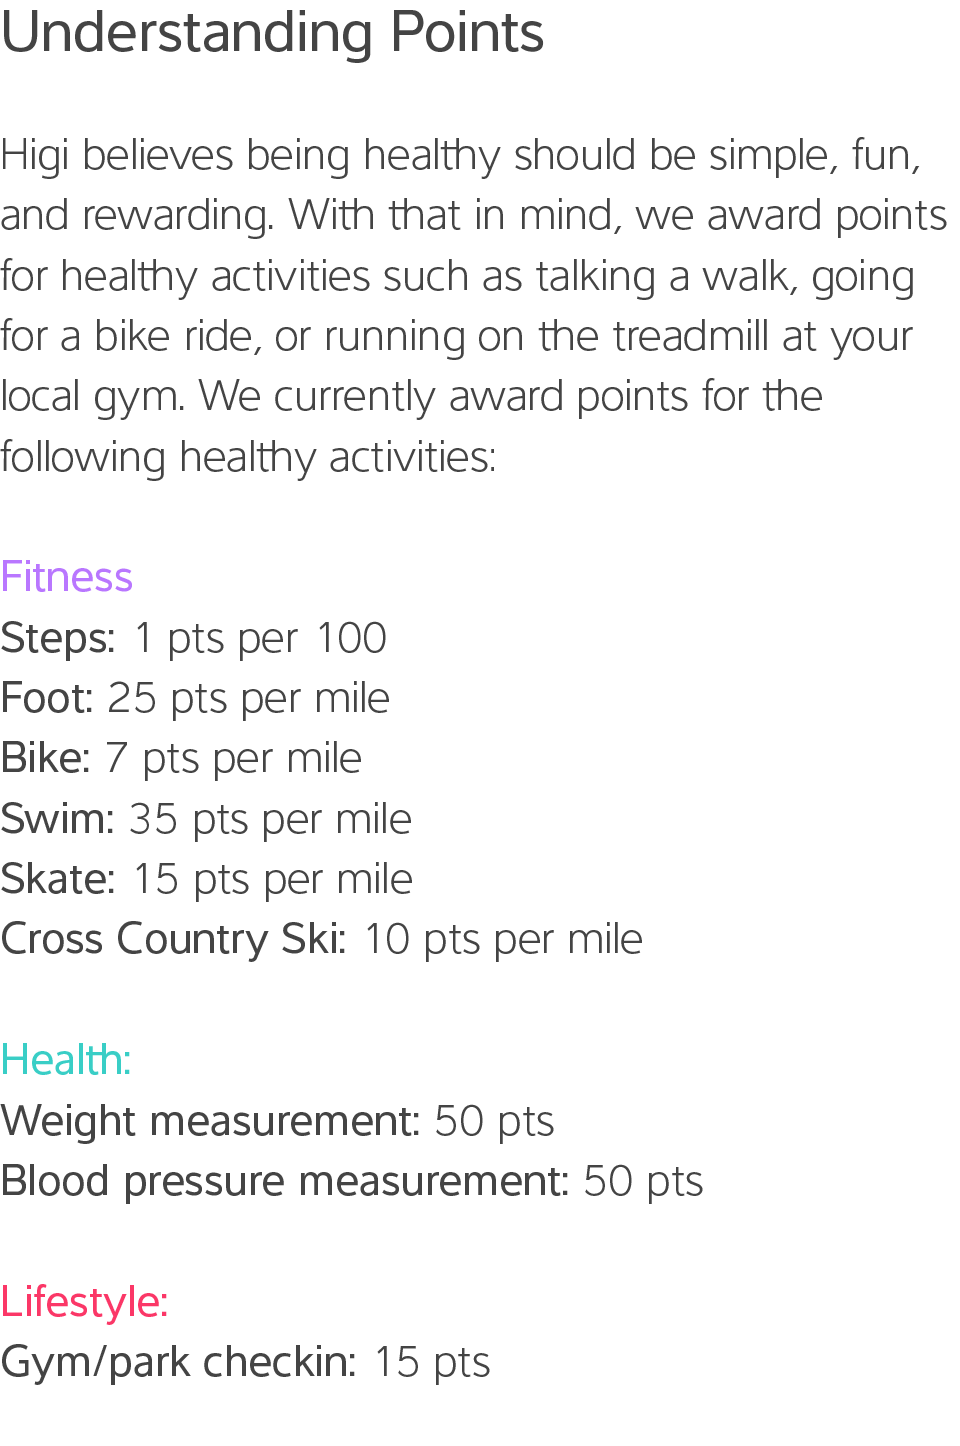 Understanding Points
Higi believes being healthy should be simple, fun,
and rewarding. With that in mind, we award points
for healthy activities such as talking a walk, going
for a bike ride, or running on the treadmill at your
local gym. We currently award points for the
following healthy activities:
Fitness
Steps: 1 pts per 100
Foot: 25 pts per mile
Bike: 7 pts per mile
Swim: 35 pts per mile
Skate: 15 pts per mile
Cross Country Ski: 10 pts per mile
Health:
Weight measurement: 50 pts
Blood pressure measurement: 50 pts
Lifestyle:
Gym/park checkin: 15 pts